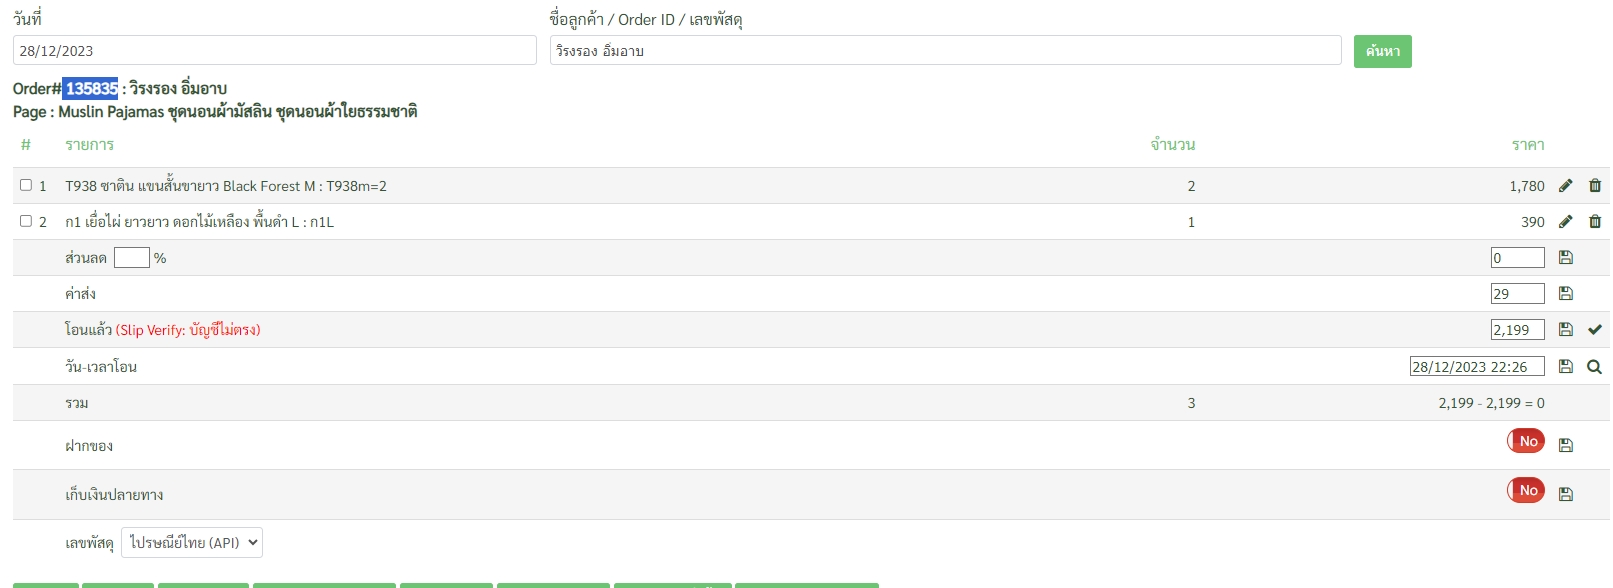 วันที่ ชื่อลูกค้า / Order ID / เลขพัสดุ
28/12/2023 วิรงรอง อิ่มอาบ ค้นหา
Order# 135835 : วิรงรอง อิ่มอาบ
Page : Muslin Pajamas ชุดนอนผ้ามัสลิน ชุดนอนผ้าใยธรรมชาติ
# รายการ จำนวน ราคา
1 T938 ซาติน แขนสั้นขายาว Black Forest M : T938m=2 2 1,780
2 ก1 เยื่อไผ่ ยาวยาว ดอกไม้เหลือง พื้นดำ L : ก1L 1 390
ส่วนลด % 0
ค่าส่ง 29
โอนแล้ว (Slip Verify: บัญชีไม่ตรง) 2,199
วัน-เวลาโอน 28/12/2023 22:26
รวม 3 2,199 - 2,199 = 0
ฝากของ No
เก็บเงินปลายทาง No
เลขพัสดุ ไปรษณีย์ไทย (API)